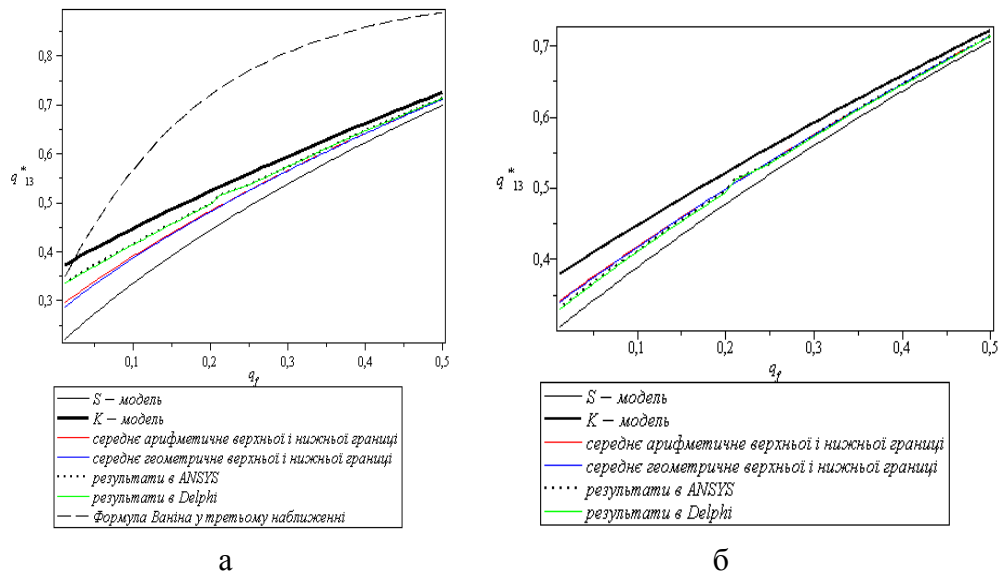 0,8
0,7
0,6
q*13
0,5
0,4
0,3
0,1 0,2 0,3 0,4 0,5
qf
S – модель
K – модель
середнє арифметичне верхньої і нижньої границі
середнє геометричне верхньої і нижньої границі
результати в ANSYS
результати в Delphi
Формула Ваніна у третьому наближенні
а
0,7
0,6
q*13
0,5
0,4
0,1 0,2 0,3 0,4 0,5
qf
S – модель
K – модель
середнє арифметичне верхньої і нижньої границі
середнє геометричне верхньої і нижньої границі
результати в ANSYS
результати в Delphi
б